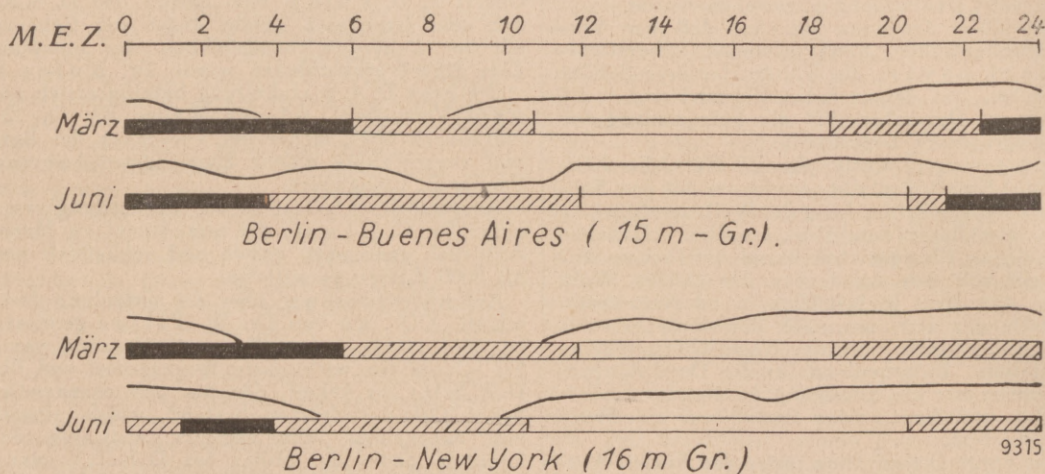 M. E. Z. 0 2 4 6 8 10 12 14 16 18 20 22 24
März
Juni
Berlin - Buenes Aires ( 15 m - Gr.).
März
Juni
9315
Berlin - New York ( 16 m Gr.)